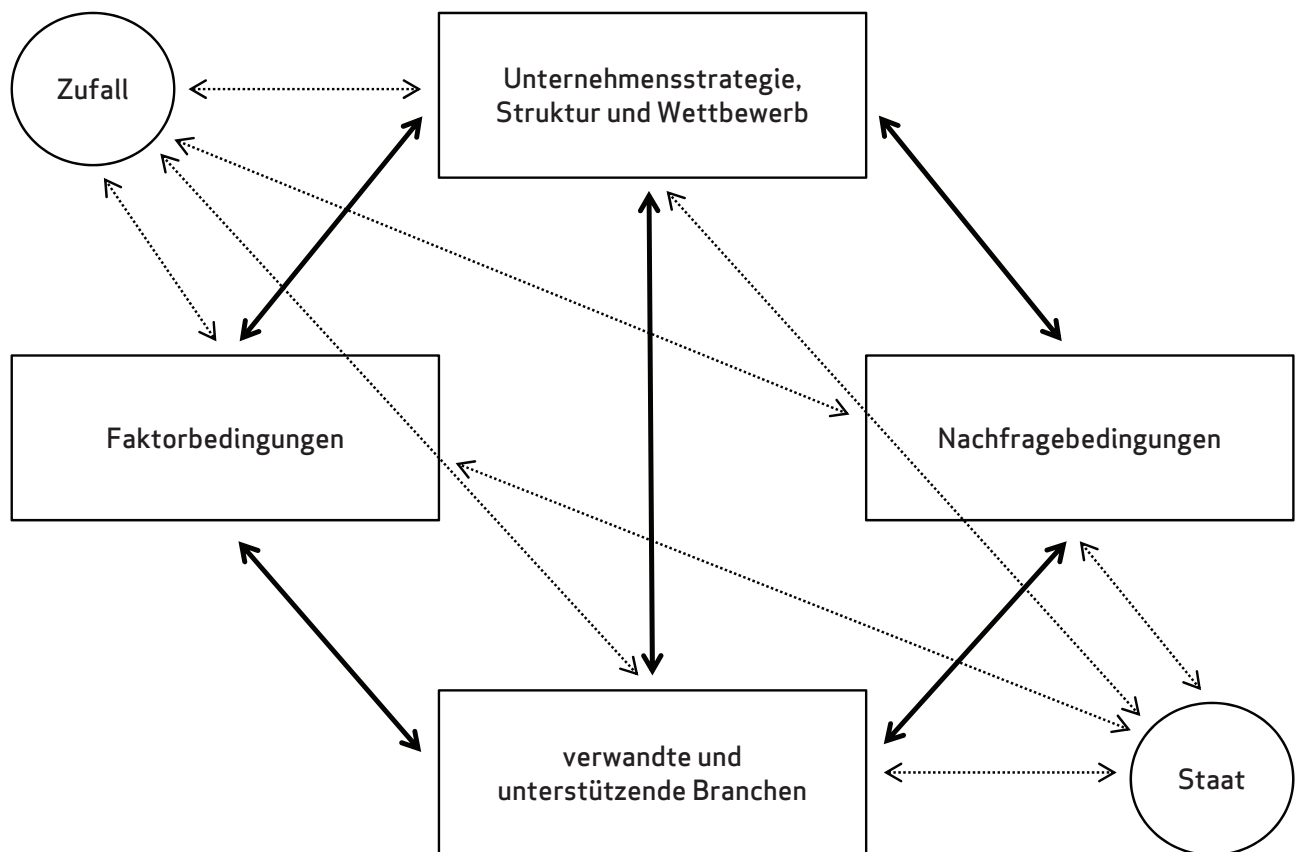 Zufall
Unternehmensstrategie,
Struktur und Wettbewerb
Faktorbedingungen
Nachfragebedingungen
verwandte und
unterstützende Branchen
Staat